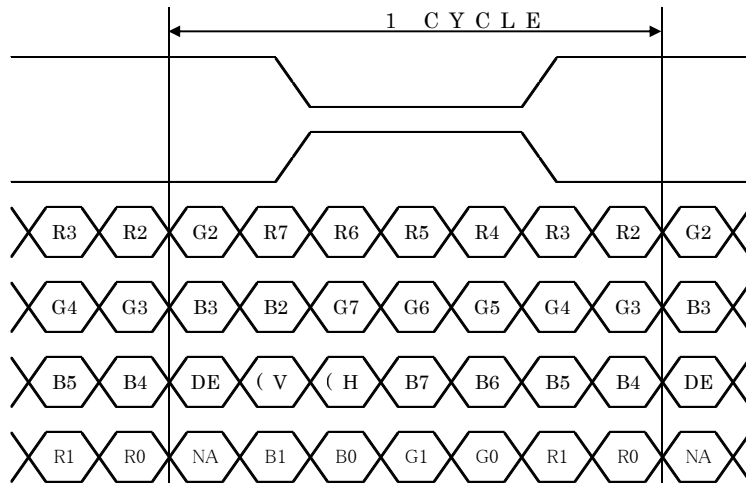 1 CYCLE
R3 R2 G2 R7 R6 R5 R4 R3 R2 G2
G4 G3 B3 B2 G7 G6 G5 G4 G3 B3
B5 B4 DE (V (H B7 B6 B5 B4 DE
R1 R0 NA B1 B0 G1 G0 R1 R0 NA